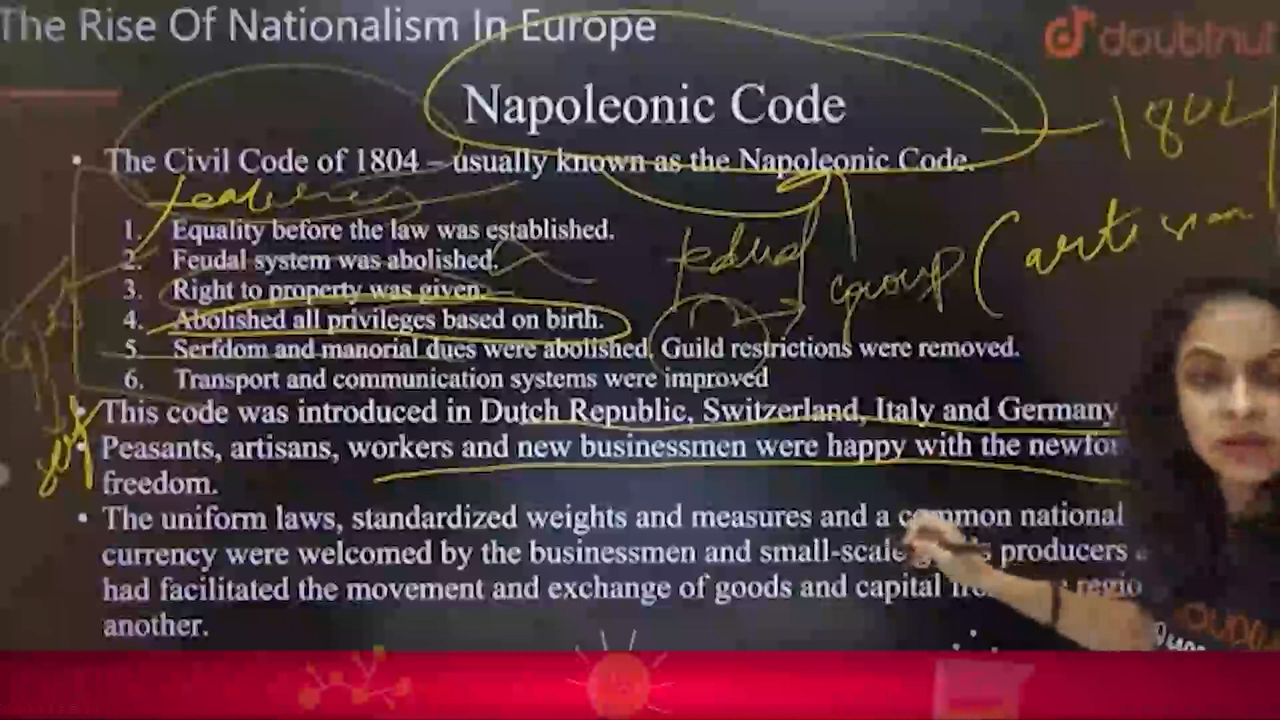 The Rise Of Nationalism In Europe
doubtnut
Napoleonic Code
1804
• The Civil Code of 1804 – usually known as the Napoleonic Code.
features
1. Equality before the law was established.
2. Feudal system was abolished.
3. Right to property was given.
4. Abolished all privileges based on birth.
5. Serfdom and manorial dues were abolished. Guild restrictions were removed.
6. Transport and communication systems were improved
group (artisan
• This code was introduced in Dutch Republic, Switzerland, Italy and Germany
• Peasants, artisans, workers and new businessmen were happy with the newfou
freedom.
• The uniform laws, standardized weights and measures and a common national
currency were welcomed by the businessmen and small-scale producers
had facilitated the movement and exchange of goods and capital regio
another.